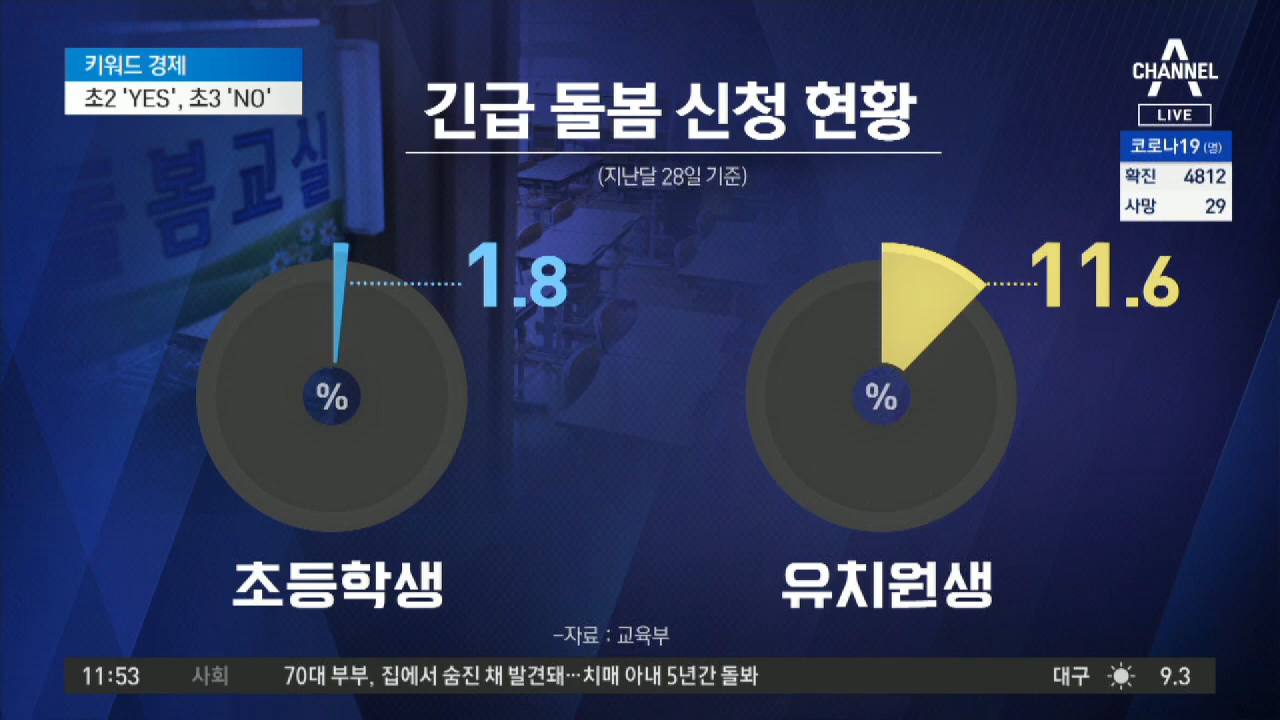 키워드 경제
초2 'YES', 초3 'NO'
긴급 돌봄 신청 현황
(지난달 28일 기준)
CHANNEL A
LIVE
코로나19 (명)
확진 4812
사망 29
돌봄교실
1.8
%
초등학생
11.6
%
유치원생
-자료 : 교육부
11:53 사회 70대 부부, 집에서 숨진 채 발견돼…치매 아내 5년간 돌봐 대구 9.3